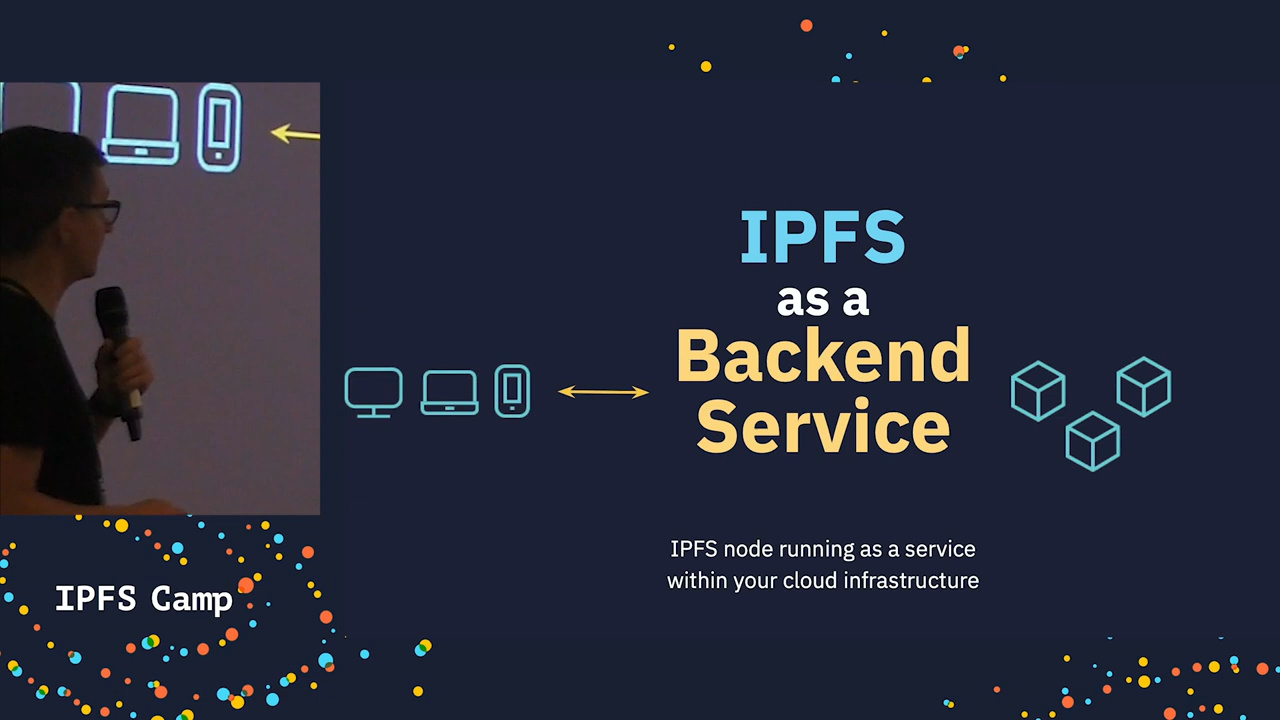 IPFS
as a
Backend
Service
IPFS node running as a service
within your cloud infrastructure
IPFS Camp